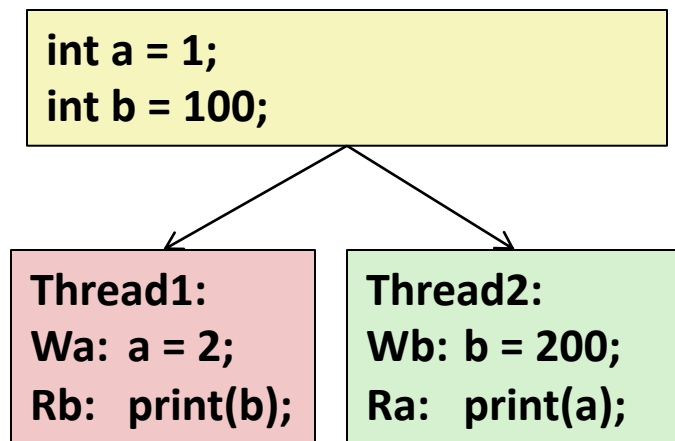 int a = 1;
int b = 100;
Thread1:
Wa: a = 2;
Rb: print(b);
Thread2:
Wb: b = 200;
Ra: print(a);